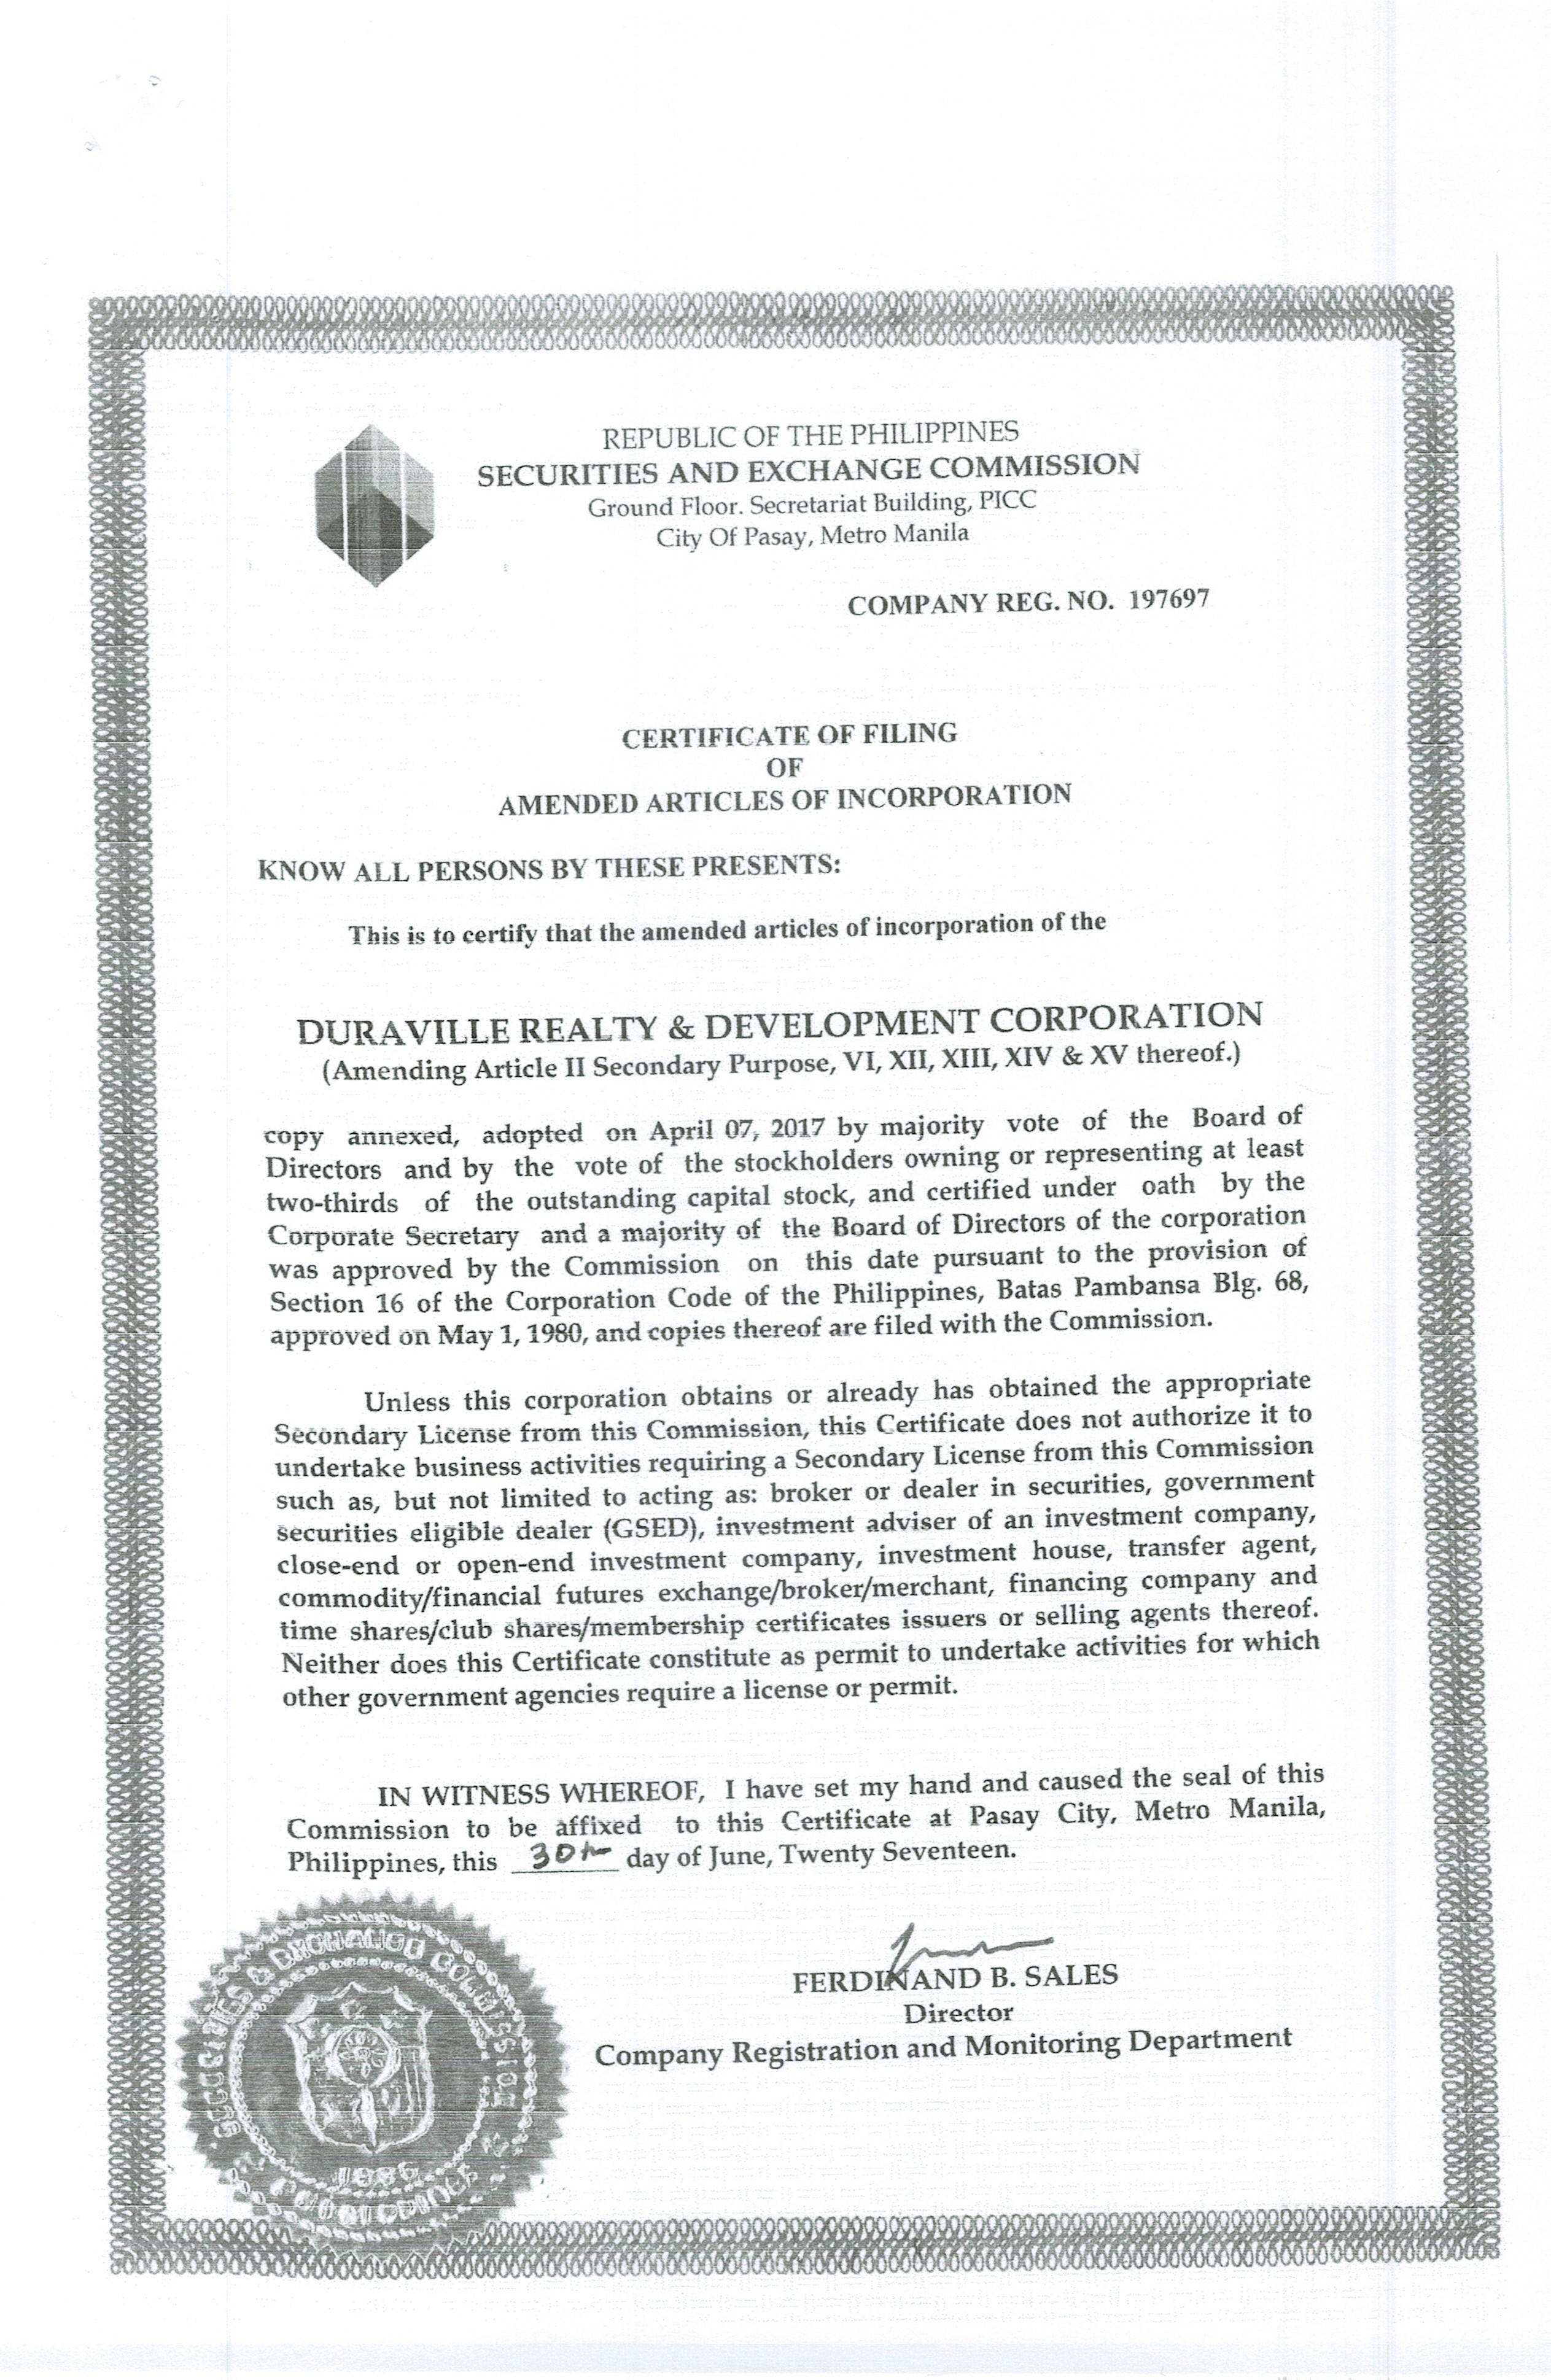 REPUBLIC OF THE PHILIPPINES
SECURITIES AND EXCHANGE COMMISSION
Ground Floor. Secretariat Building, PICC
City Of Pasay, Metro Manila
COMPANY REG. NO. 197697
CERTIFICATE OF FILING
OF
AMENDED ARTICLES OF INCORPORATION
KNOW ALL PERSONS BY THESE PRESENTS:
This is to certify that the amended articles of incorporation of the
DURAVILLE REALTY & DEVELOPMENT CORPORATION
(Amending Article II Secondary Purpose, VI, XII, XIII, XIV & XV thereof.)
copy annexed, adopted on April 07, 2017 by majority vote of the Board of
Directors and by the vote of the stockholders owning or representing at least
two-thirds of the outstanding capital stock, and certified under oath by the
Corporate Secretary and a majority of the Board of Directors of the corporation
was approved by the Commission on this date pursuant to the provision of
Section 16 of the Corporation Code of the Philippines, Batas Pambansa Blg. 68,
approved on May 1, 1980, and copies thereof are filed with the Commission.
Unless this corporation obtains or already has obtained the appropriate
Secondary License from this Commission, this Certificate does not authorize it to
undertake business activities requiring a Secondary License from this Commission
such as, but not limited to acting as: broker or dealer in securities, government
securities eligible dealer (GSED), investment adviser of an investment company,
close-end or open-end investment company, investment house, transfer agent,
commodity/financial futures exchange/broker/merchant, financing company and
time shares/club shares/membership certificates issuers or selling agents thereof.
Neither does this Certificate constitute as permit to undertake activities for which
other government agencies require a license or permit.
IN WITNESS WHEREOF, I have set my hand and caused the seal of this
Commission to be affixed to this Certificate at Pasay City, Metro Manila,
Philippines, this 30th day of June, Twenty Seventeen.
FERDINAND B. SALES
Director
Company Registration and Monitoring Department
SECURITIES & EXCHANGE COMMISSION
PHILIPPINES